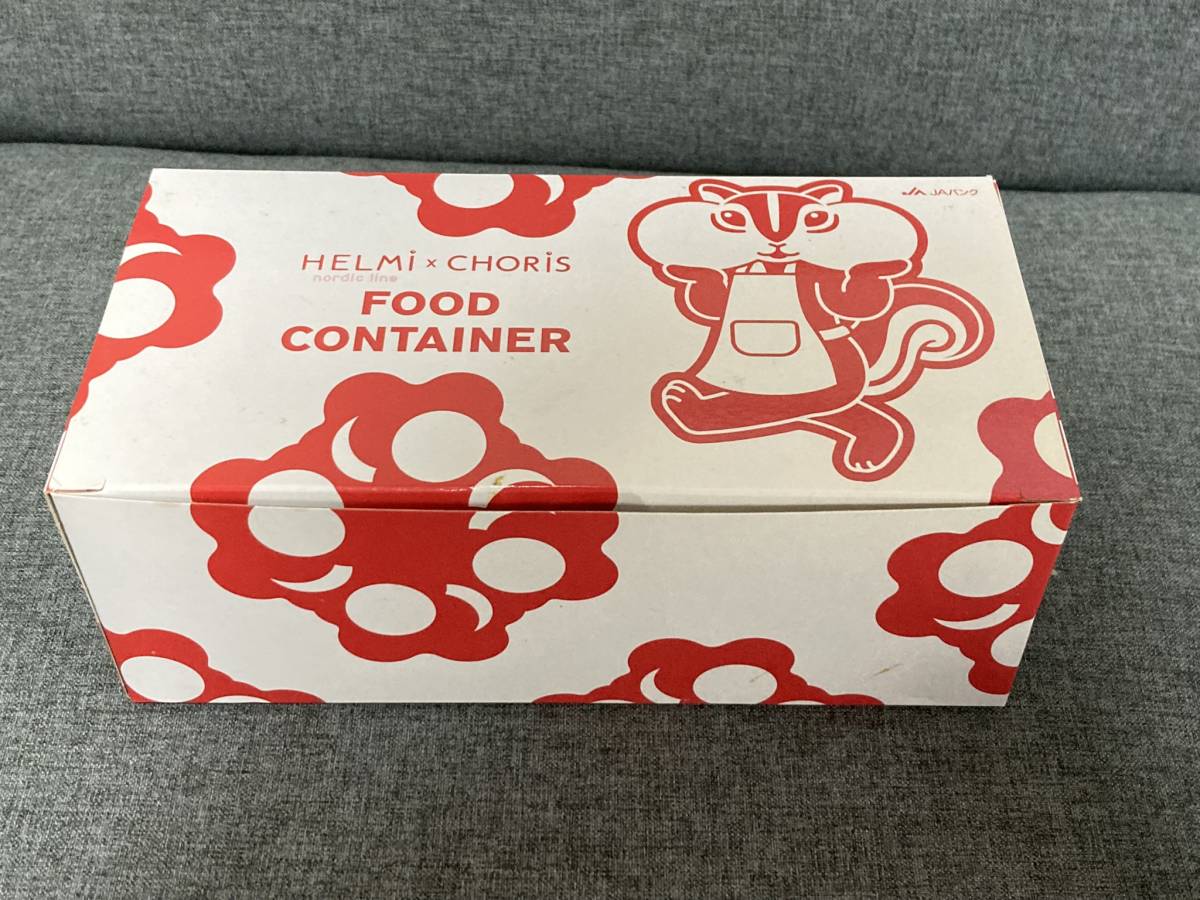 HELMi × CHORiS
nordic line
FOOD
CONTAINER
JA JAバンク